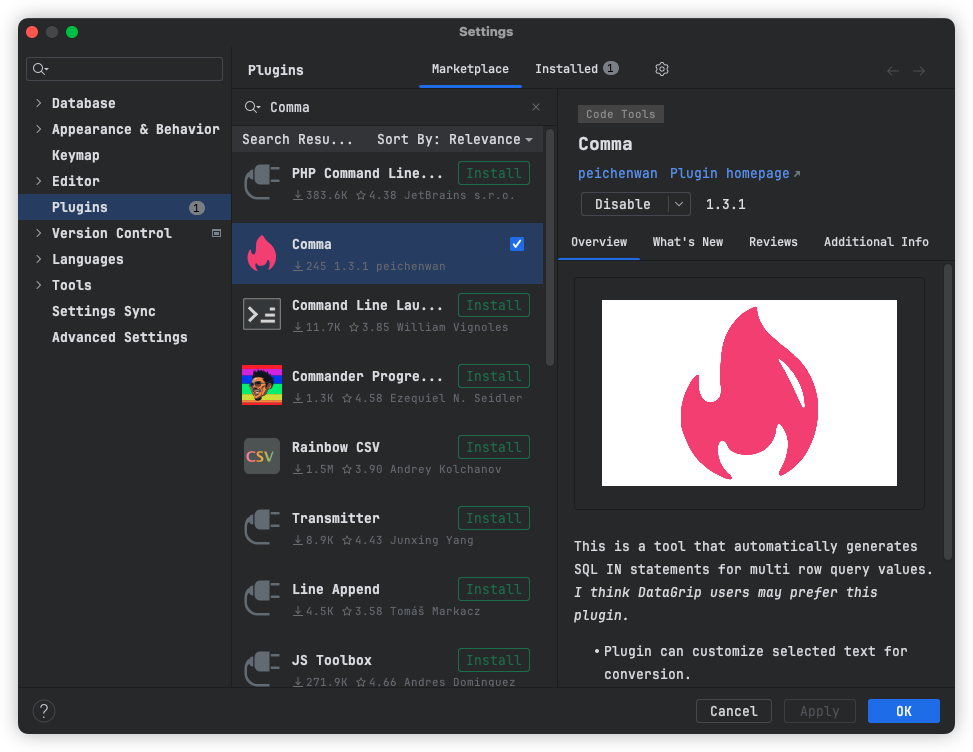 Settings
Plugins
Marketplace
Installed 1
Database
Appearance & Behavior
Keymap
Editor
Plugins 1
Version Control
Languages
Tools
Settings Sync
Advanced Settings
Comma
Search Resu... Sort By: Relevance
PHP Command Line... Install
383.6K 4.38 JetBrains s.r.o.
Comma
245 1.3.1 peichenwan
Command Line Lau... Install
11.7K 3.85 William Vignoles
Commander Progre... Install
1.3K 4.58 Ezequiel N. Seidler
CSV
Rainbow CSV Install
1.5M 3.90 Andrey Kolchanov
Transmitter Install
8.9K 4.43 Junxing Yang
Line Append Install
4.5K 3.58 Tomáš Markacz
JS Toolbox Install
271.9K 4.66 Andres Dominguez
Code Tools
Comma
peichenwan Plugin homepage
Disable 1.3.1
Overview What's New Reviews Additional Info
This is a tool that automatically generates
SQL IN statements for multi row query values.
I think DataGrip users may prefer this
plugin.
• Plugin can customize selected text for
conversion.
?
Cancel Apply OK